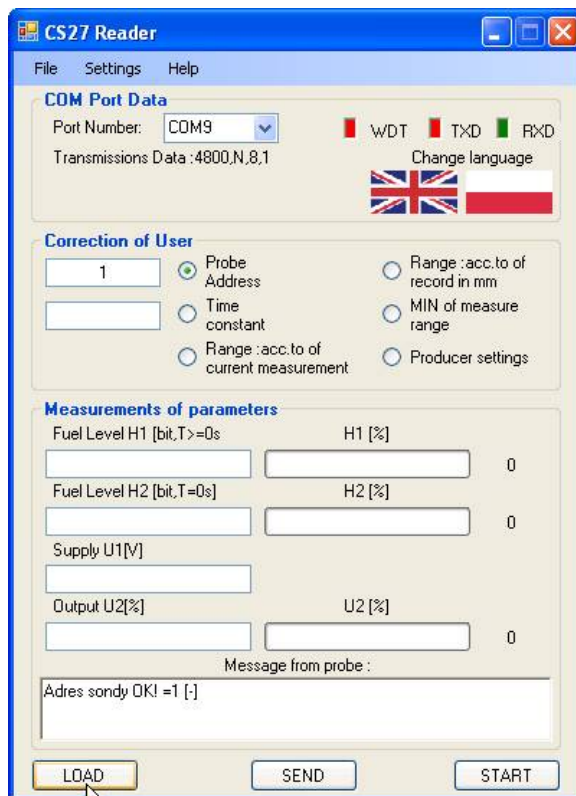 CS27 Reader
File Settings Help
COM Port Data
Port Number: COM9 WDT TXD RXD
Transmissions Data :4800,N,8,1 Change language
Correction of User
1
Probe Address
Range :acc.to of record in mm
Time constant
MIN of measure range
Range :acc.to of current measurement
Producer settings
Measurements of parameters
Fuel Level H1 [bit,T>=0s H1 [%]
0
Fuel Level H2 [bit,T=0s] H2 [%]
0
Supply U1[V]
Output U2[%] U2 [%]
0
Message from probe :
Adres sondy OK! =1 [-]
LOAD SEND START